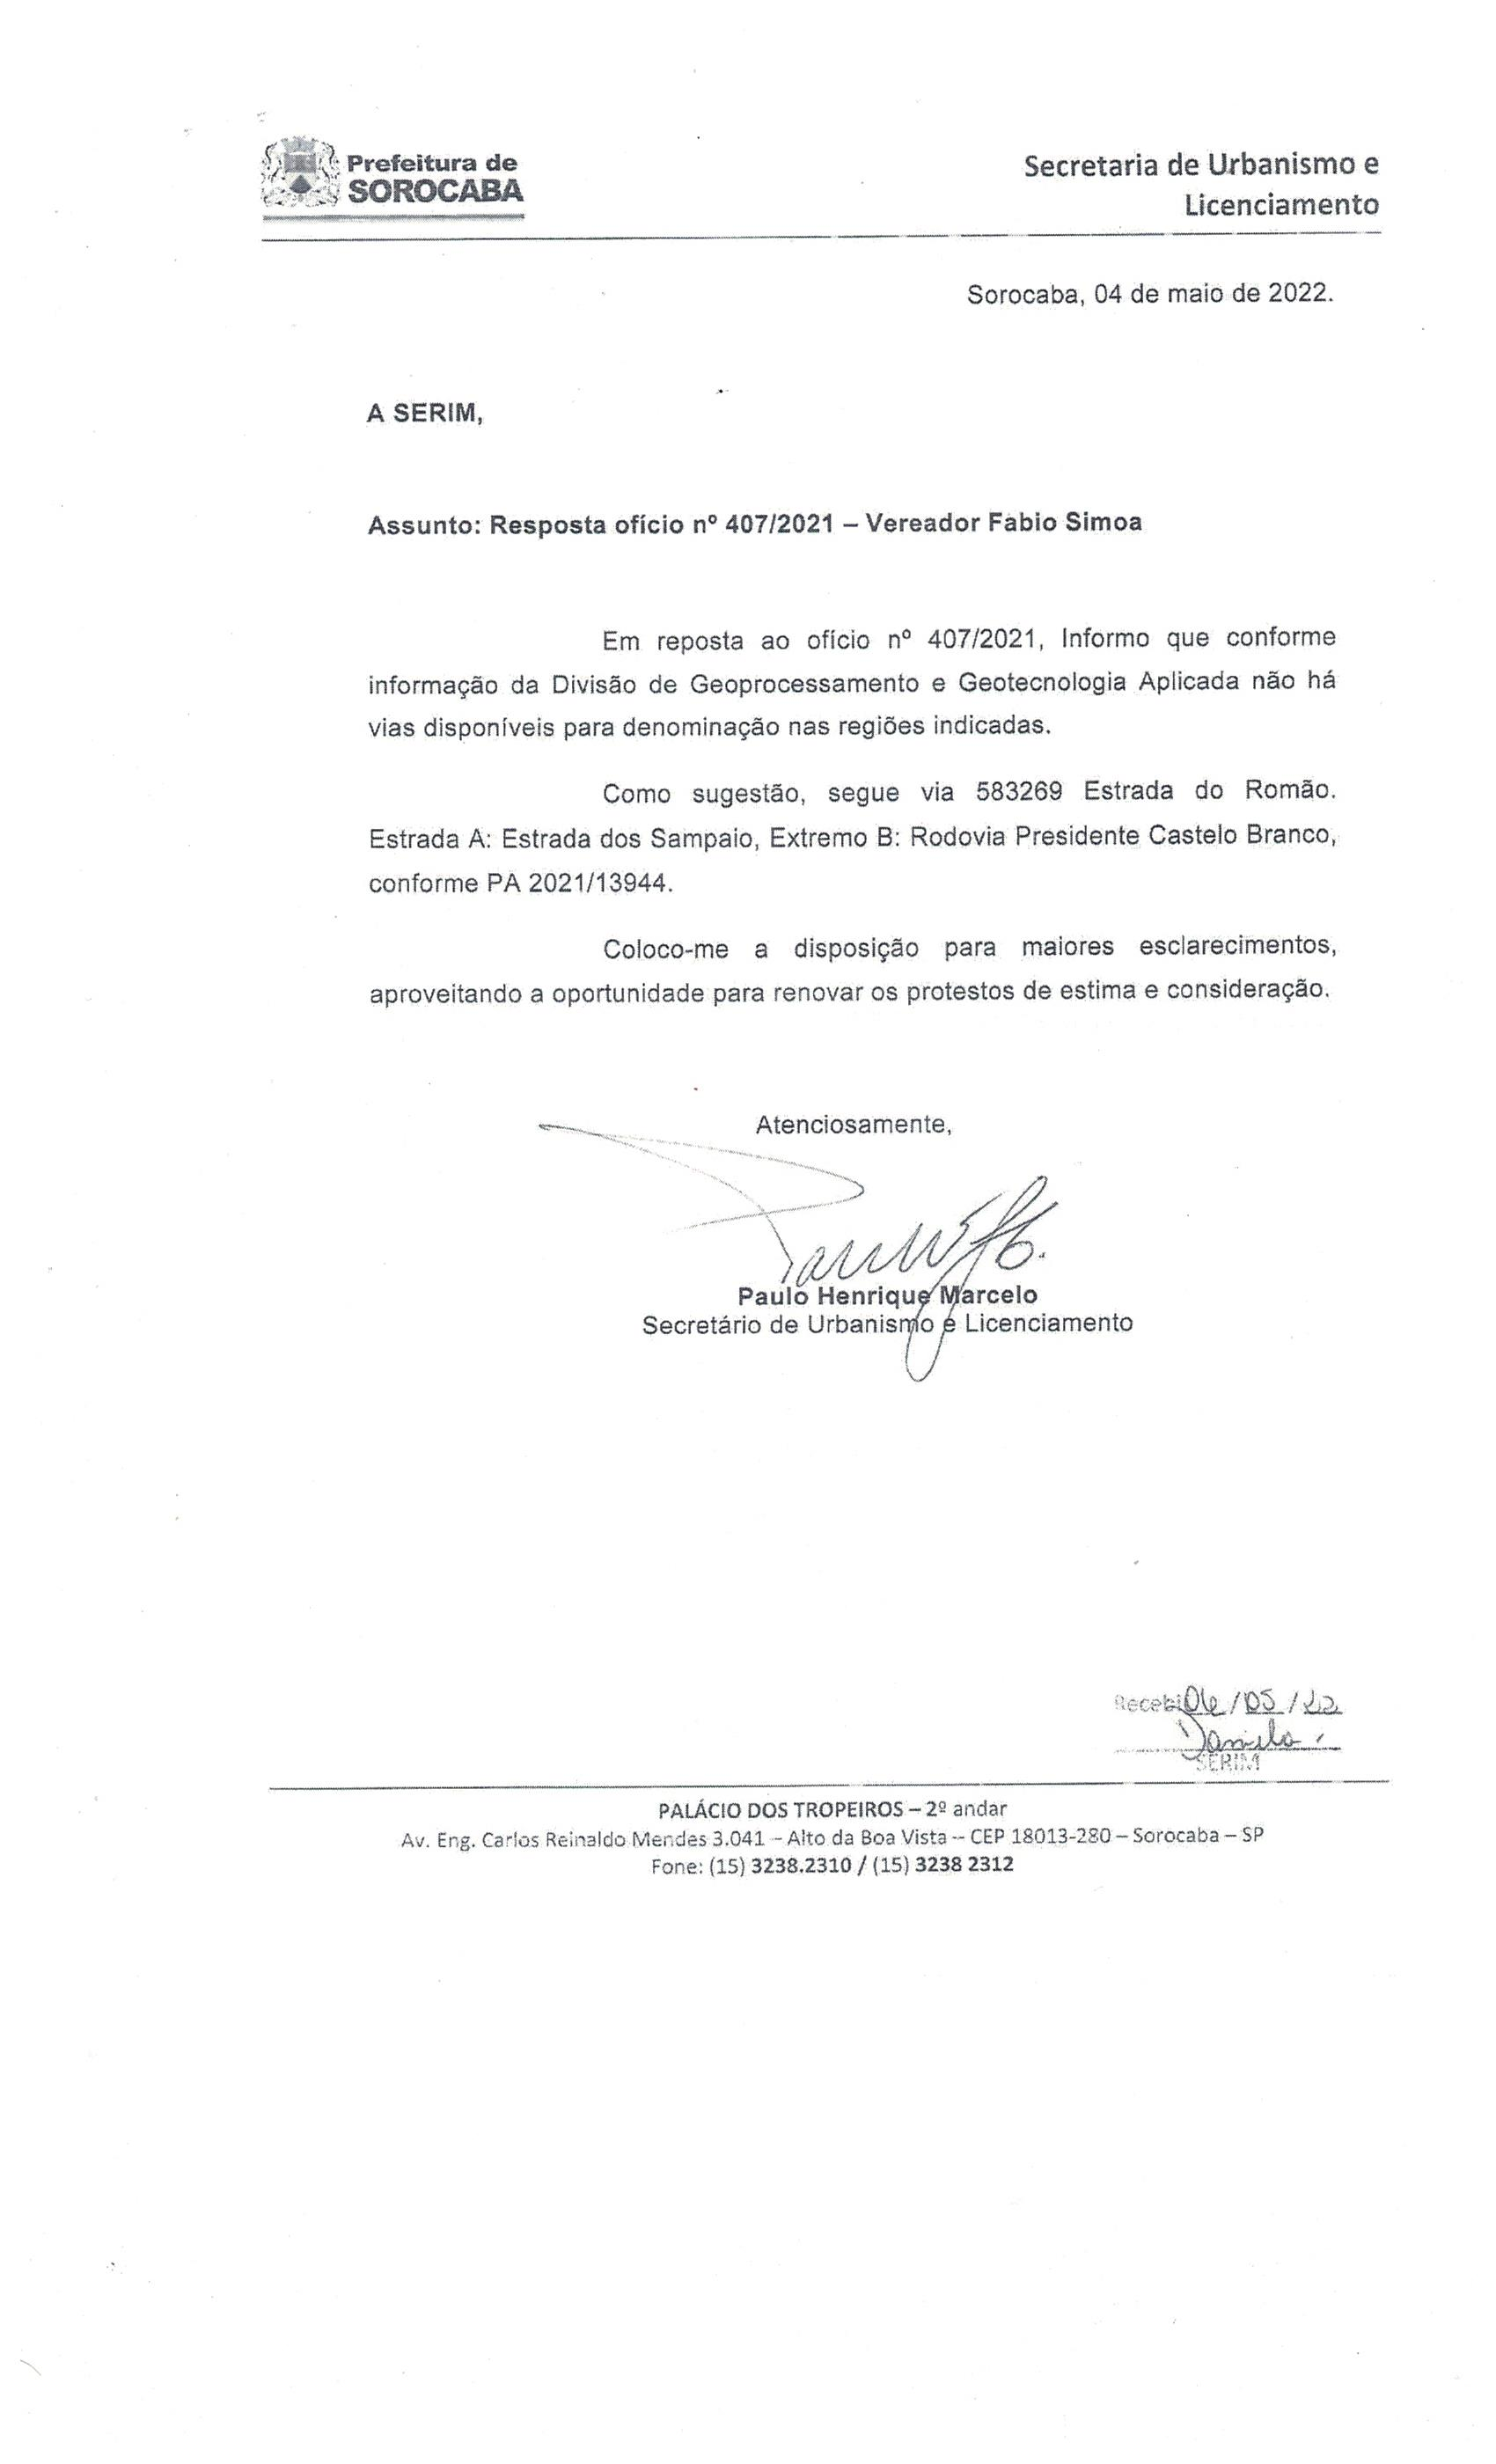 Prefeitura de
SOROCABA
Secretaria de Urbanismo e
Licenciamento
Sorocaba, 04 de maio de 2022.
A SERIM,
Assunto: Resposta ofício nº 407/2021 – Vereador Fabio Simoa
Em reposta ao ofício nº 407/2021, Informo que conforme
informação da Divisão de Geoprocessamento e Geotecnologia Aplicada não há
vias disponíveis para denominação nas regiões indicadas.
Como sugestão, segue via 583269 Estrada do Romão.
Estrada A: Estrada dos Sampaio, Extremo B: Rodovia Presidente Castelo Branco,
conforme PA 2021/13944.
Coloco-me a disposição para maiores esclarecimentos,
aproveitando a oportunidade para renovar os protestos de estima e consideração.
Atenciosamente,
Paulo Henrique Marcelo
Secretário de Urbanismo e Licenciamento
06/05/22
SERIM
PALÁCIO DOS TROPEIROS – 2º andar
Av. Eng. Carlos Reinaldo Mendes 3.041 – Alto da Boa Vista – CEP 18013-280 – Sorocaba – SP
Fone: (15) 3238.2310 / (15) 3238 2312